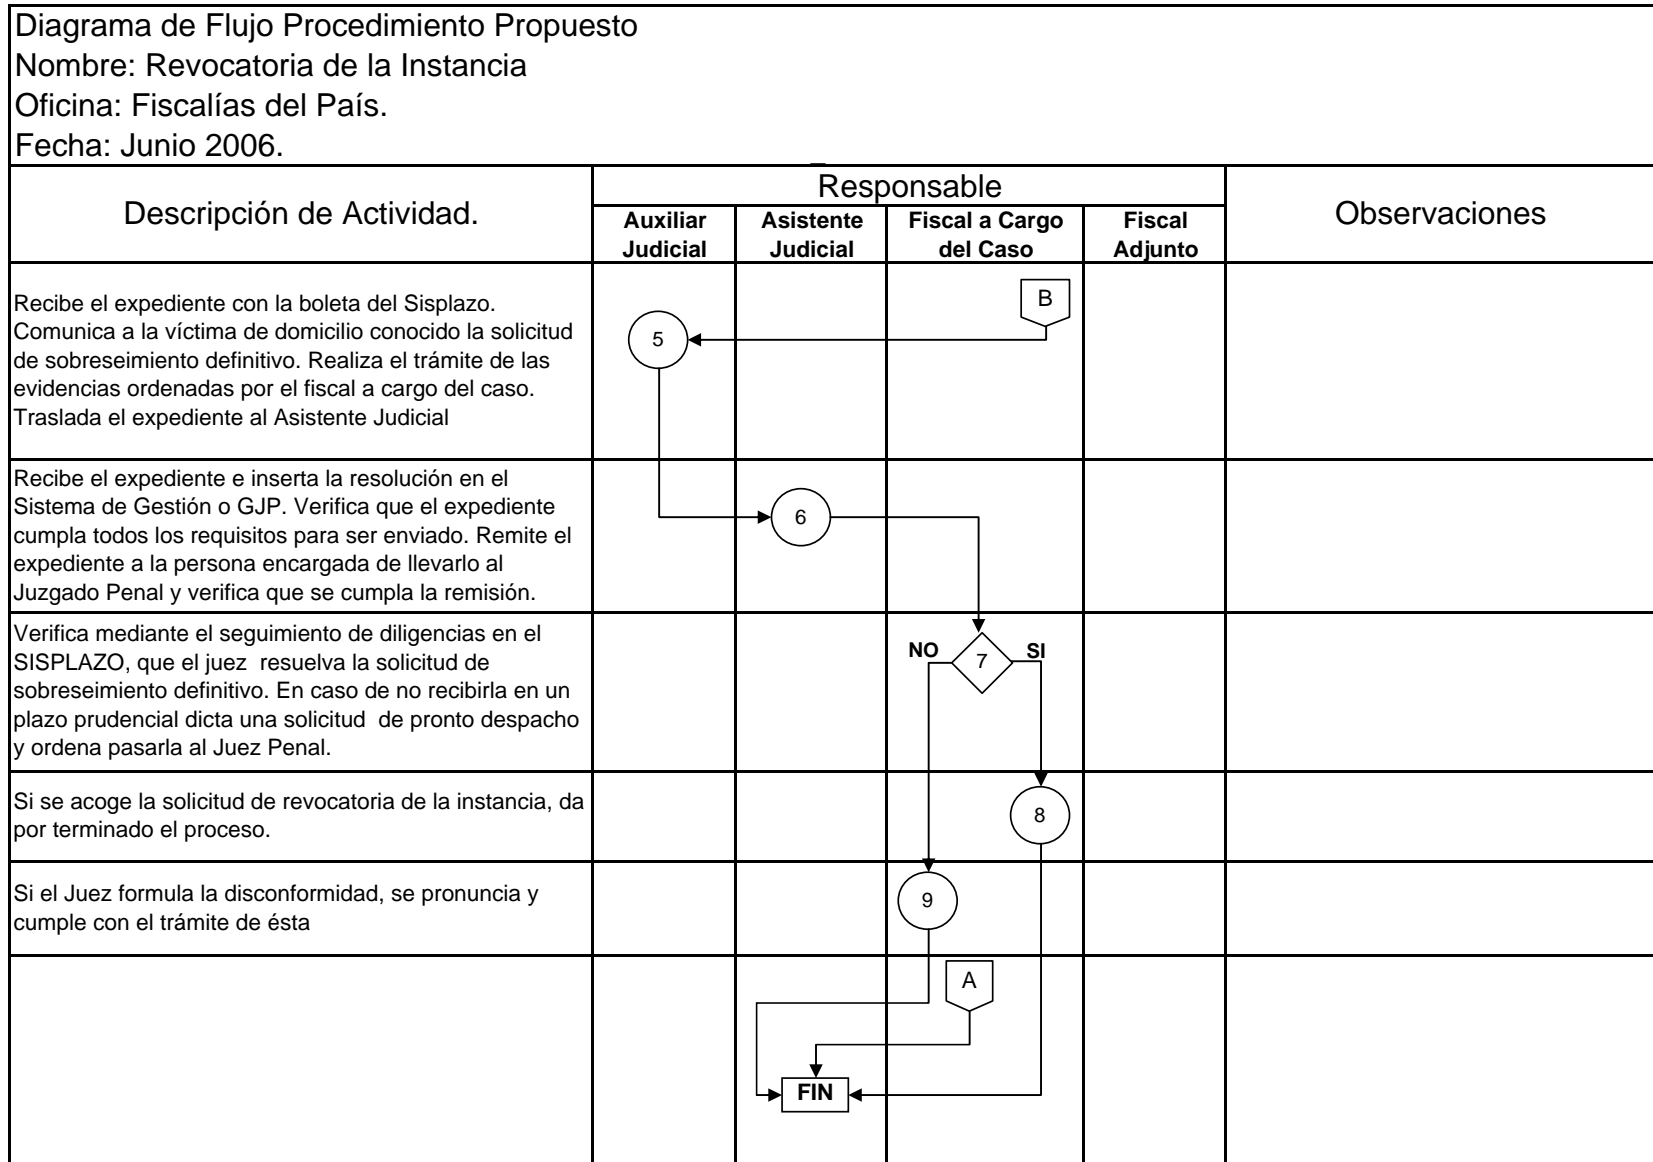 Diagrama de Flujo Procedimiento Propuesto
Nombre: Revocatoria de la Instancia
Oficina: Fiscalías del País.
Fecha: Junio 2006.
Descripción de Actividad.
Responsable
Observaciones
Auxiliar
Judicial
Asistente
Judicial
Fiscal a Cargo
del Caso
Fiscal
Adjunto
Recibe el expediente con la boleta del Sisplazo.
Comunica a la víctima de domicilio conocido la solicitud
de sobreseimiento definitivo. Realiza el trámite de las
evidencias ordenadas por el fiscal a cargo del caso.
Traslada el expediente al Asistente Judicial
5
B
Recibe el expediente e inserta la resolución en el
Sistema de Gestión o GJP. Verifica que el expediente
cumpla todos los requisitos para ser enviado. Remite el
expediente a la persona encargada de llevarlo al
Juzgado Penal y verifica que se cumpla la remisión.
6
Verifica mediante el seguimiento de diligencias en el
SISPLAZO, que el juez  resuelva la solicitud de
sobreseimiento definitivo. En caso de no recibirla en un
plazo prudencial dicta una solicitud  de pronto despacho
y ordena pasarla al Juez Penal.
NO
7
SI
Si se acoge la solicitud de revocatoria de la instancia, da
por terminado el proceso.
8
Si el Juez formula la disconformidad, se pronuncia y
cumple con el trámite de ésta
9
A
FIN